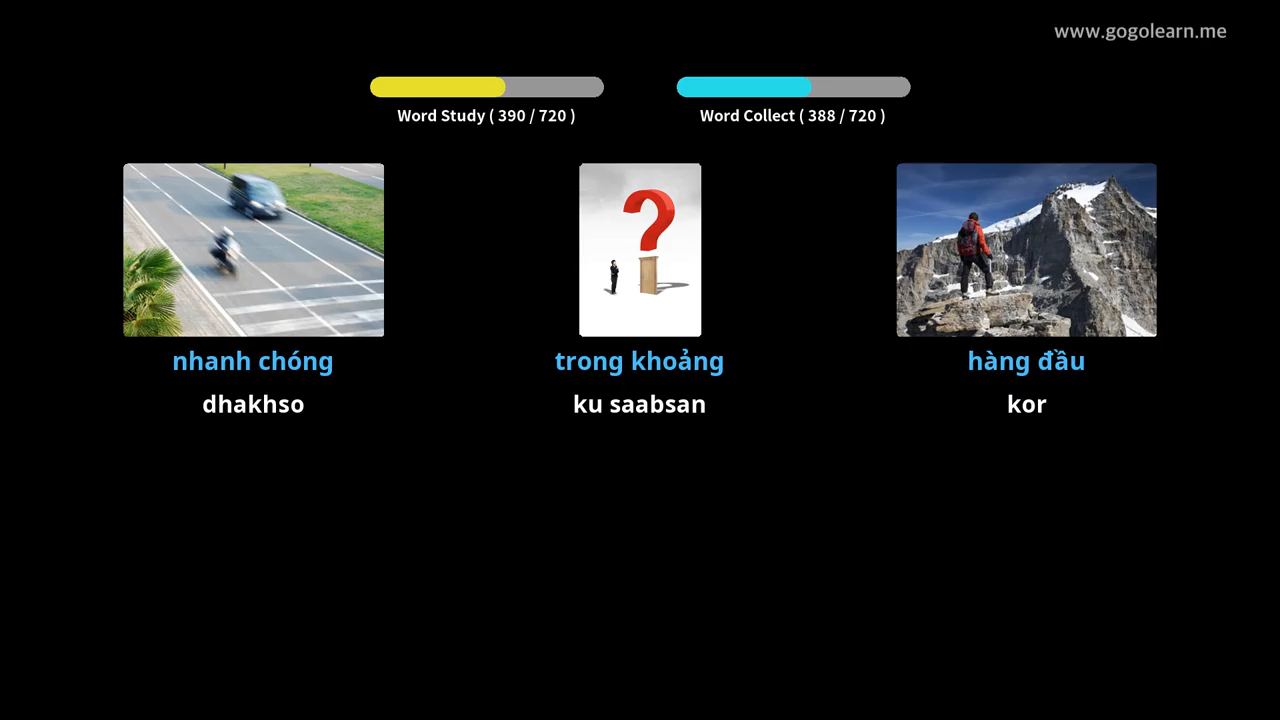 www.gogolearn.me
Word Study ( 390 / 720 )
Word Collect ( 388 / 720 )
nhanh chóng
trong khoảng
hàng đầu
dhakhso
ku saabsan
kor